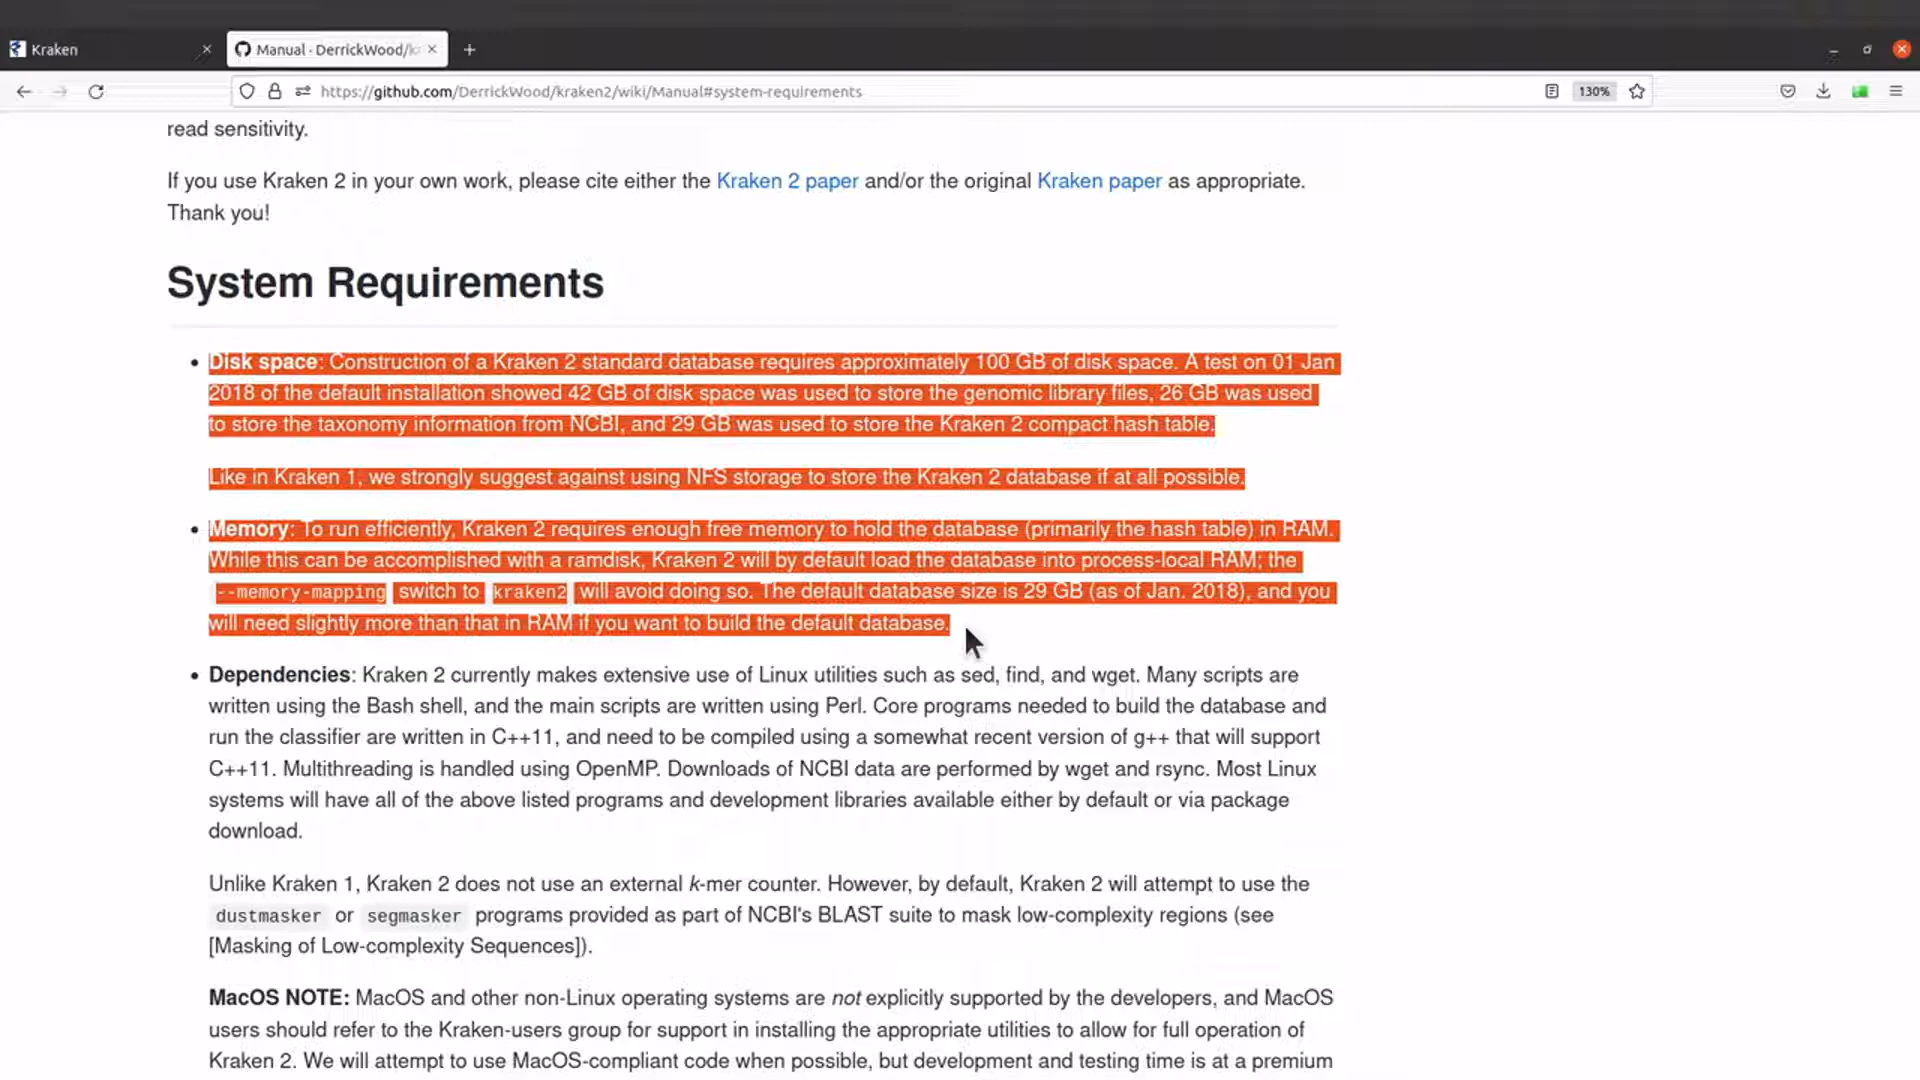 Kraken
Manual · DerrickWood/k
https://github.com/DerrickWood/kraken2/wiki/Manual#system-requirements
130%
read sensitivity.
If you use Kraken 2 in your own work, please cite either the Kraken 2 paper and/or the original Kraken paper as appropriate.
Thank you!
System Requirements
• Disk space: Construction of a Kraken 2 standard database requires approximately 100 GB of disk space. A test on 01 Jan
2018 of the default installation showed 42 GB of disk space was used to store the genomic library files, 26 GB was used
to store the taxonomy information from NCBI, and 29 GB was used to store the Kraken 2 compact hash table.
Like in Kraken 1, we strongly suggest against using NFS storage to store the Kraken 2 database if at all possible.
• Memory: To run efficiently, Kraken 2 requires enough free memory to hold the database (primarily the hash table) in RAM.
While this can be accomplished with a ramdisk, Kraken 2 will by default load the database into process-local RAM; the
--memory-mapping switch to kraken2 will avoid doing so. The default database size is 29 GB (as of Jan. 2018), and you
will need slightly more than that in RAM if you want to build the default database.
• Dependencies: Kraken 2 currently makes extensive use of Linux utilities such as sed, find, and wget. Many scripts are
written using the Bash shell, and the main scripts are written using Perl. Core programs needed to build the database and
run the classifier are written in C++11, and need to be compiled using a somewhat recent version of g++ that will support
C++11. Multithreading is handled using OpenMP. Downloads of NCBI data are performed by wget and rsync. Most Linux
systems will have all of the above listed programs and development libraries available either by default or via package
download.
Unlike Kraken 1, Kraken 2 does not use an external k-mer counter. However, by default, Kraken 2 will attempt to use the
dustmasker or segmasker programs provided as part of NCBI's BLAST suite to mask low-complexity regions (see
[Masking of Low-complexity Sequences]).
MacOS NOTE: MacOS and other non-Linux operating systems are not explicitly supported by the developers, and MacOS
users should refer to the Kraken-users group for support in installing the appropriate utilities to allow for full operation of
Kraken 2. We will attempt to use MacOS-compliant code when possible, but development and testing time is at a premium